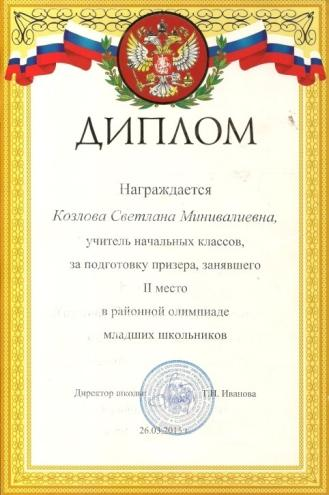 ДИПЛОМ
Награждается
Козлова Светлана Минивалиевна,
учитель начальных классов,
за подготовку призера, занявшего
II место
в районной олимпиаде
младших школьников
Директор школы: Т.Н. Иванова
26.03.2015 г.